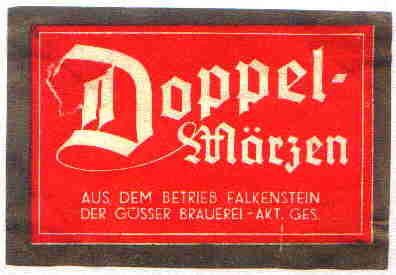 Doppel-
Märzen
AUS DEM BETRIEB FALKENSTEIN
DER GÖSSER BRAUEREI-AKT. GES.